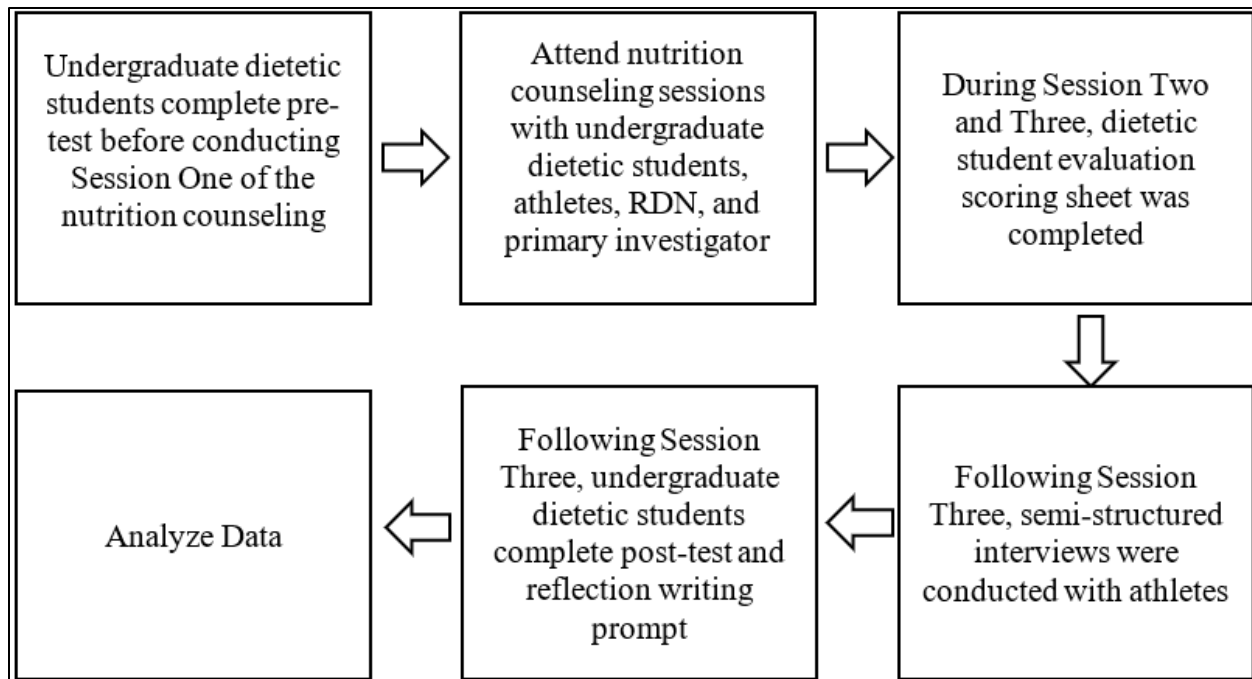 Undergraduate dietetic
students complete pre-
test before conducting
Session One of the
nutrition counseling
Attend nutrition
counseling sessions
with undergraduate
dietetic students,
athletes, RDN, and
primary investigator
During Session Two
and Three, dietetic
student evaluation
scoring sheet was
completed
Following Session
Three, semi-structured
interviews were
conducted with athletes
Following Session
Three, undergraduate
dietetic students
complete post-test and
reflection writing
prompt
Analyze Data